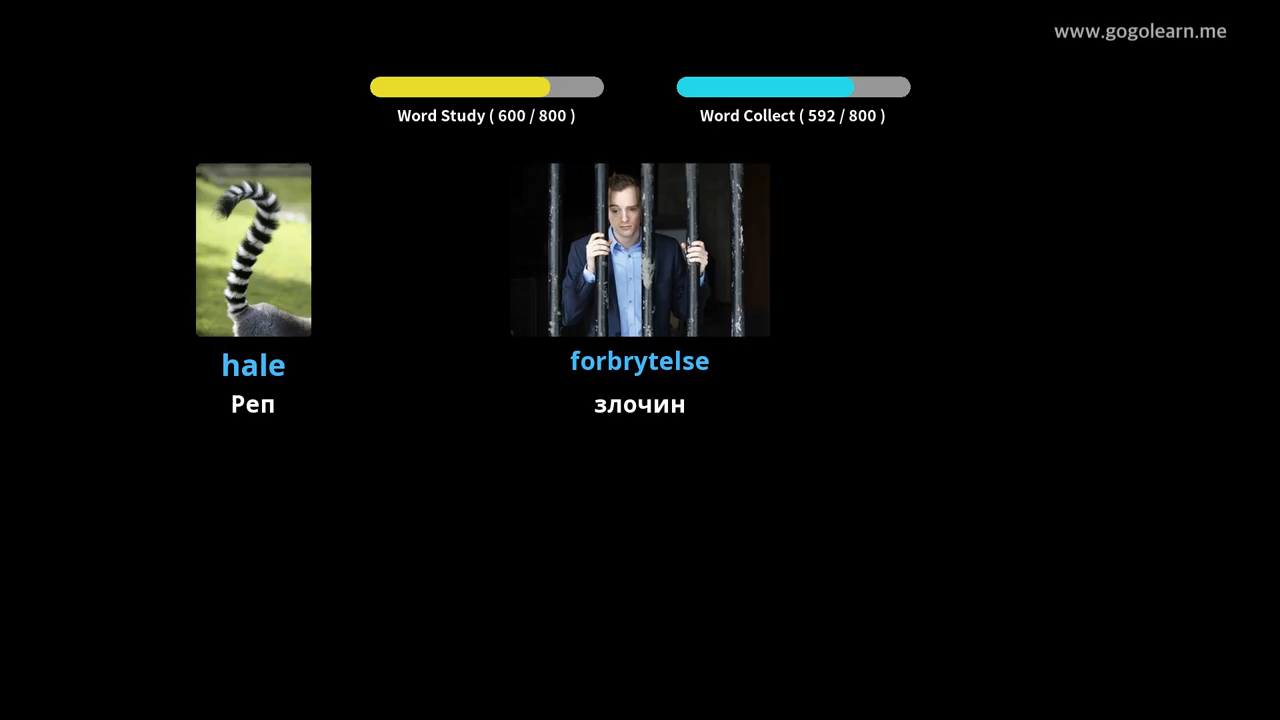 www.gogolearn.me
Word Study ( 600 / 800 )
Word Collect ( 592 / 800 )
hale
Реп
forbrytelse
злочин